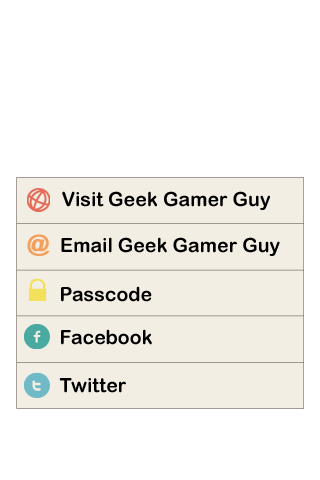 Visit Geek Gamer Guy
@ Email Geek Gamer Guy
Passcode
f Facebook
t Twitter